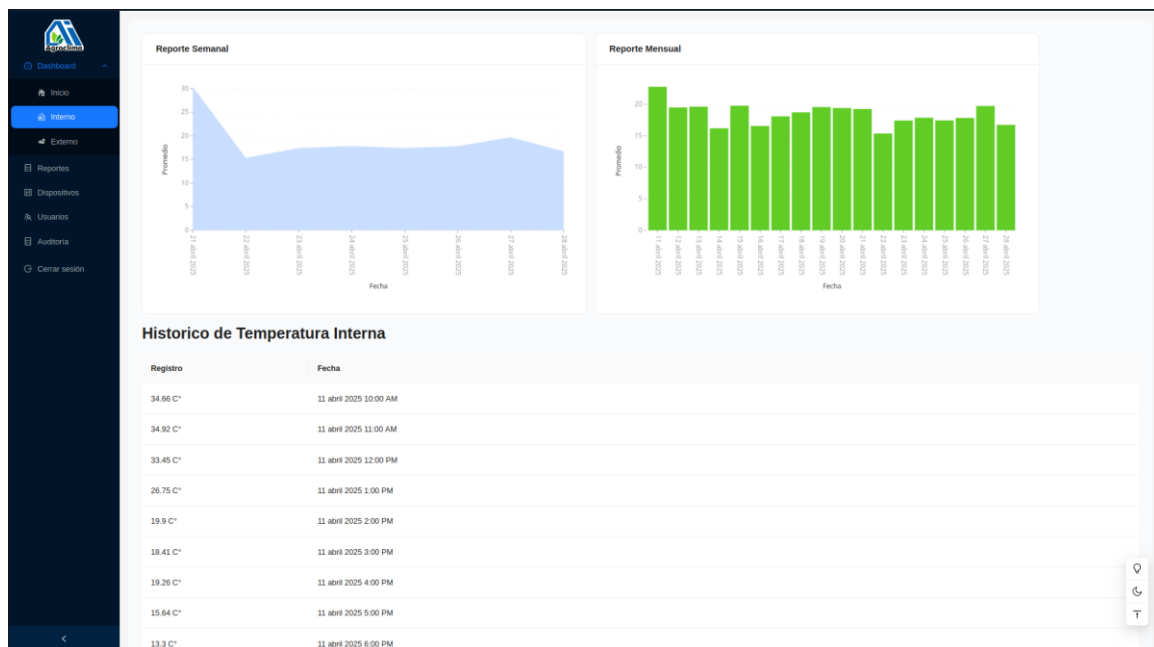 Agroclima
Dashboard
Inicio
Interno
Externo
Reportes
Dispositivos
Usuarios
Auditoría
Cerrar sesión
Reporte Semanal
30
25
20
15
10
5
0
Promedio
21 abril 2025
22 abril 2025
23 abril 2025
24 abril 2025
25 abril 2025
26 abril 2025
27 abril 2025
28 abril 2025
Fecha
Reporte Mensual
20
15
10
5
0
Promedio
11 abril 2025
12 abril 2025
13 abril 2025
14 abril 2025
15 abril 2025
16 abril 2025
17 abril 2025
18 abril 2025
19 abril 2025
20 abril 2025
21 abril 2025
22 abril 2025
23 abril 2025
24 abril 2025
25 abril 2025
26 abril 2025
27 abril 2025
28 abril 2025
Fecha
Historico de Temperatura Interna
Registro Fecha
34.66 C° 11 abril 2025 10:00 AM
34.92 C° 11 abril 2025 11:00 AM
33.45 C° 11 abril 2025 12:00 PM
26.75 C° 11 abril 2025 1:00 PM
19.9 C° 11 abril 2025 2:00 PM
18.41 C° 11 abril 2025 3:00 PM
19.26 C° 11 abril 2025 4:00 PM
15.64 C° 11 abril 2025 5:00 PM
13.3 C° 11 abril 2025 6:00 PM